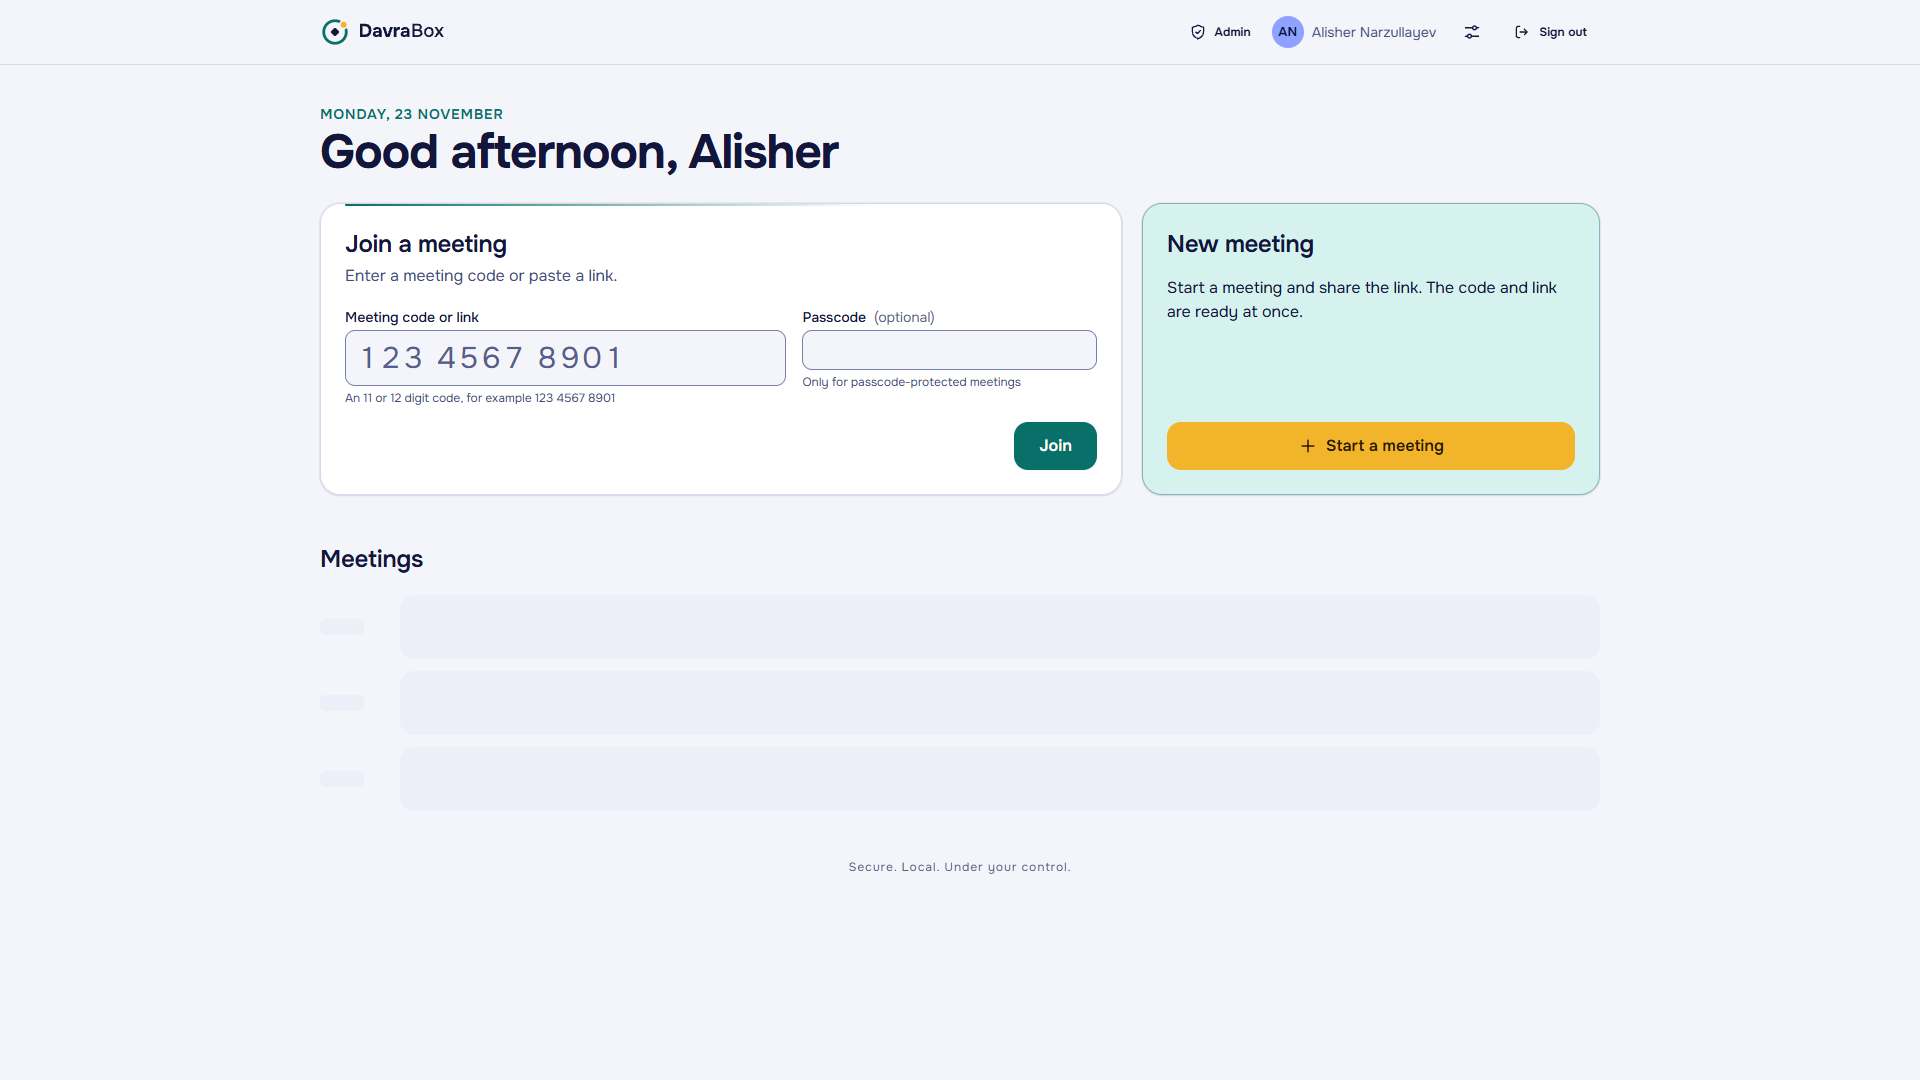 DavraBox
Admin
AN
Alisher Narzullayev
Sign out
MONDAY, 23 NOVEMBER
Good afternoon, Alisher
Join a meeting
Enter a meeting code or paste a link.
Meeting code or link
123 4567 8901
An 11 or 12 digit code, for example 123 4567 8901
Passcode (optional)
Only for passcode-protected meetings
Join
New meeting
Start a meeting and share the link. The code and link
are ready at once.
Start a meeting
Meetings
Secure. Local. Under your control.